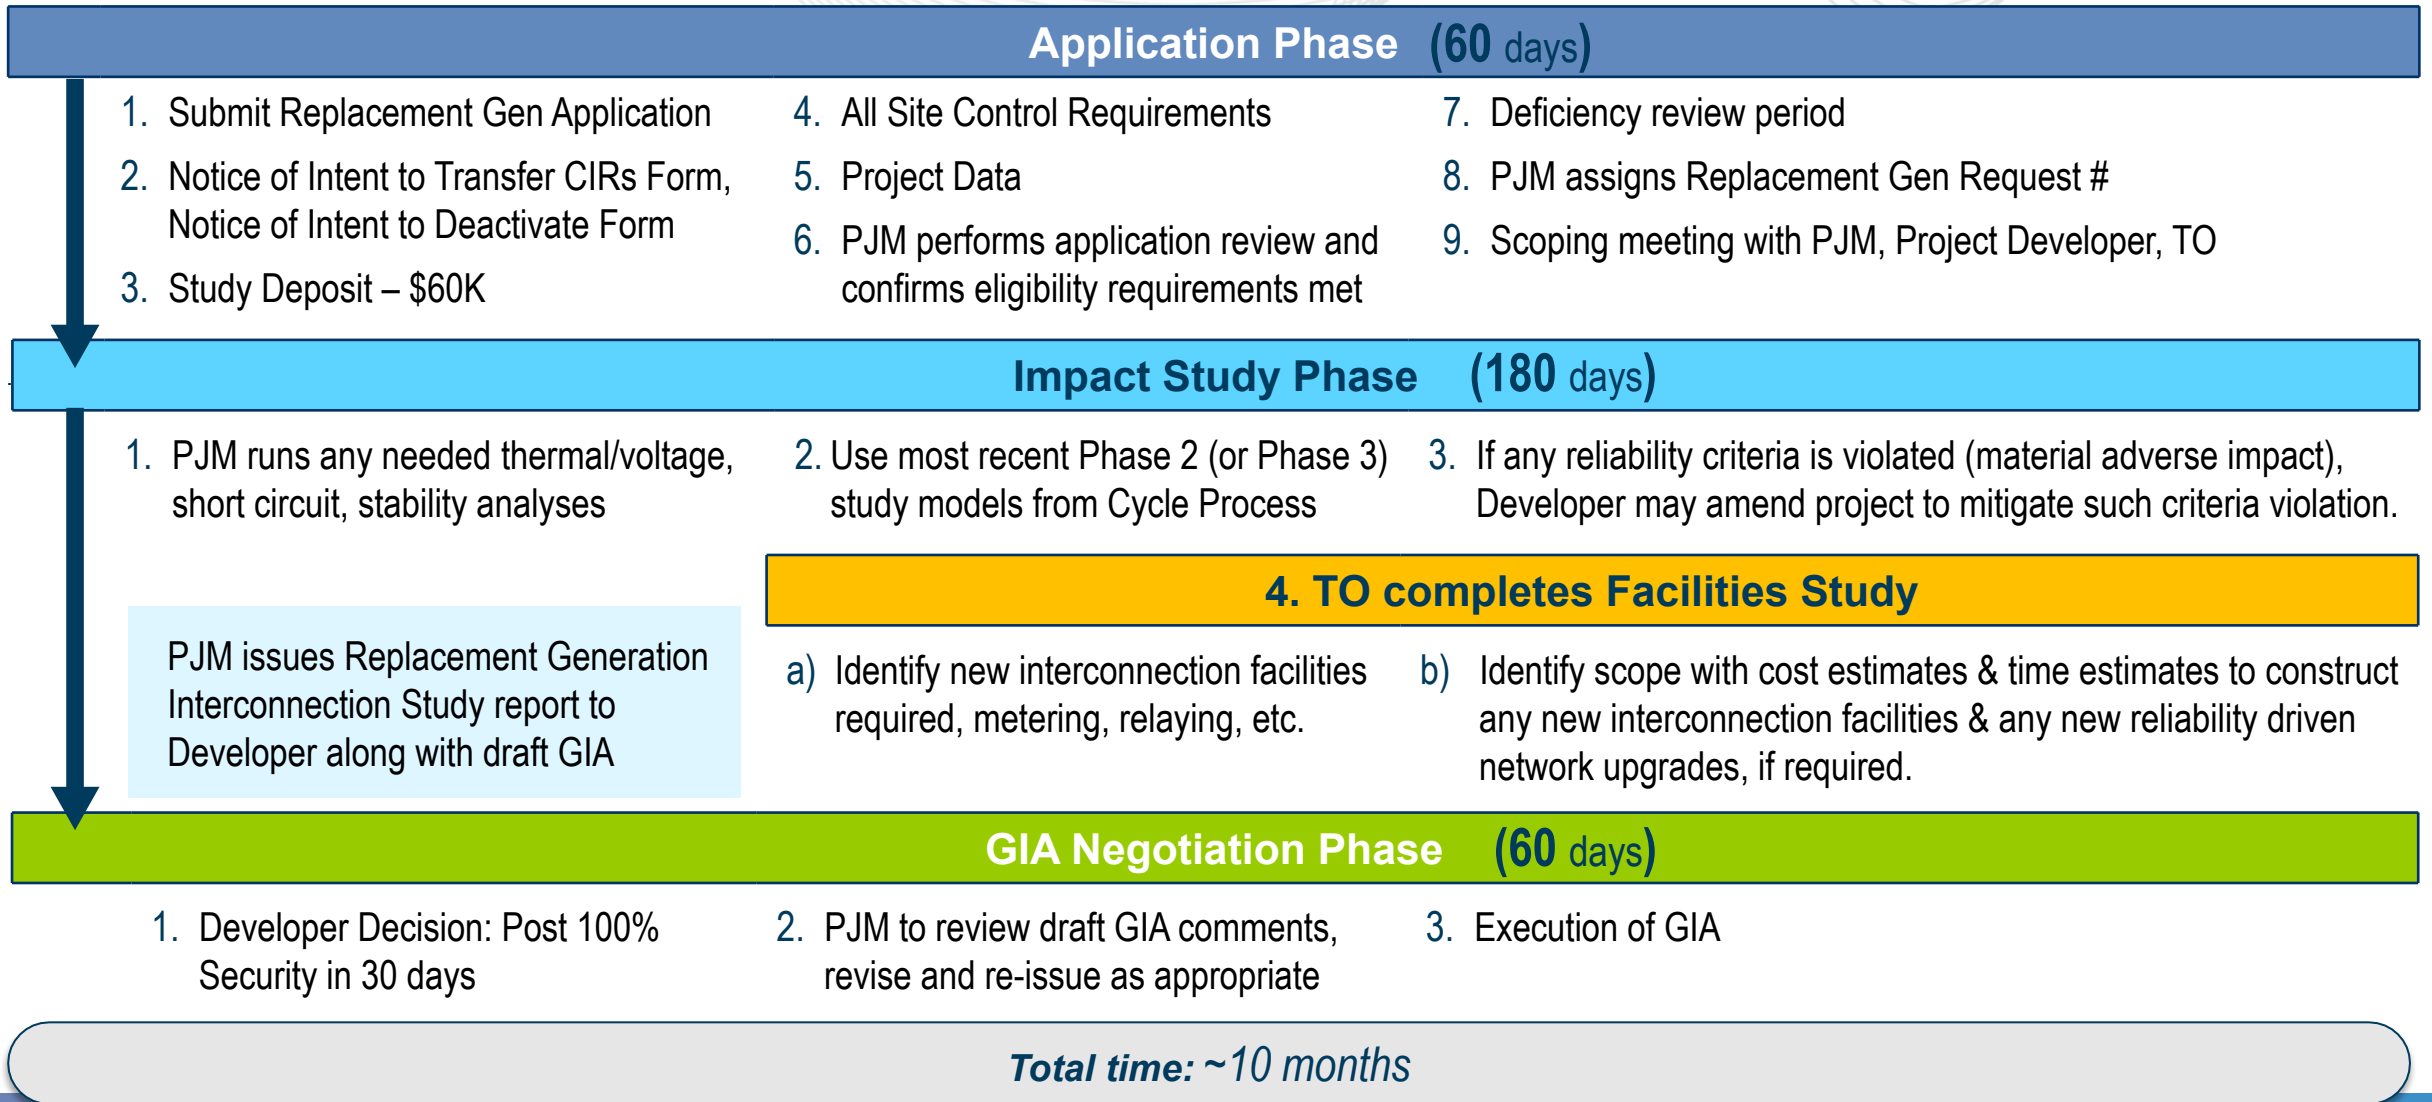 Application Phase (60 days)
1. Submit Replacement Gen Application
2. Notice of Intent to Transfer CIRs Form,
Notice of Intent to Deactivate Form
3. Study Deposit – $60K
4. All Site Control Requirements
5. Project Data
6. PJM performs application review and
confirms eligibility requirements met
7. Deficiency review period
8. PJM assigns Replacement Gen Request #
9. Scoping meeting with PJM, Project Developer, TO
Impact Study Phase (180 days)
1. PJM runs any needed thermal/voltage,
short circuit, stability analyses
2. Use most recent Phase 2 (or Phase 3)
study models from Cycle Process
3. If any reliability criteria is violated (material adverse impact),
Developer may amend project to mitigate such criteria violation.
4. TO completes Facilities Study
a) Identify new interconnection facilities
required, metering, relaying, etc.
b) Identify scope with cost estimates & time estimates to construct
any new interconnection facilities & any new reliability driven
network upgrades, if required.
PJM issues Replacement Generation
Interconnection Study report to
Developer along with draft GIA
GIA Negotiation Phase (60 days)
1. Developer Decision: Post 100%
Security in 30 days
2. PJM to review draft GIA comments,
revise and re-issue as appropriate
3. Execution of GIA
Total time: ~10 months